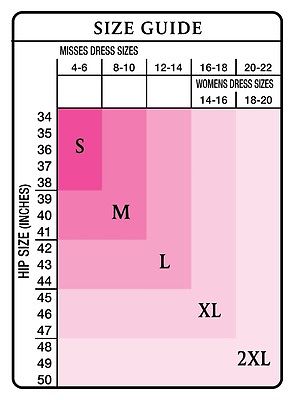 SIZE GUIDE
MISSES DRESS SIZES
4-6 8-10 12-14 16-18 20-22
WOMENS DRESS SIZES
14-16 18-20
HIP SIZE (INCHES)
34
35
36 S
37
38
39
40 M
41
42
43 L
44
45
46 XL
47
48
49 2XL
50